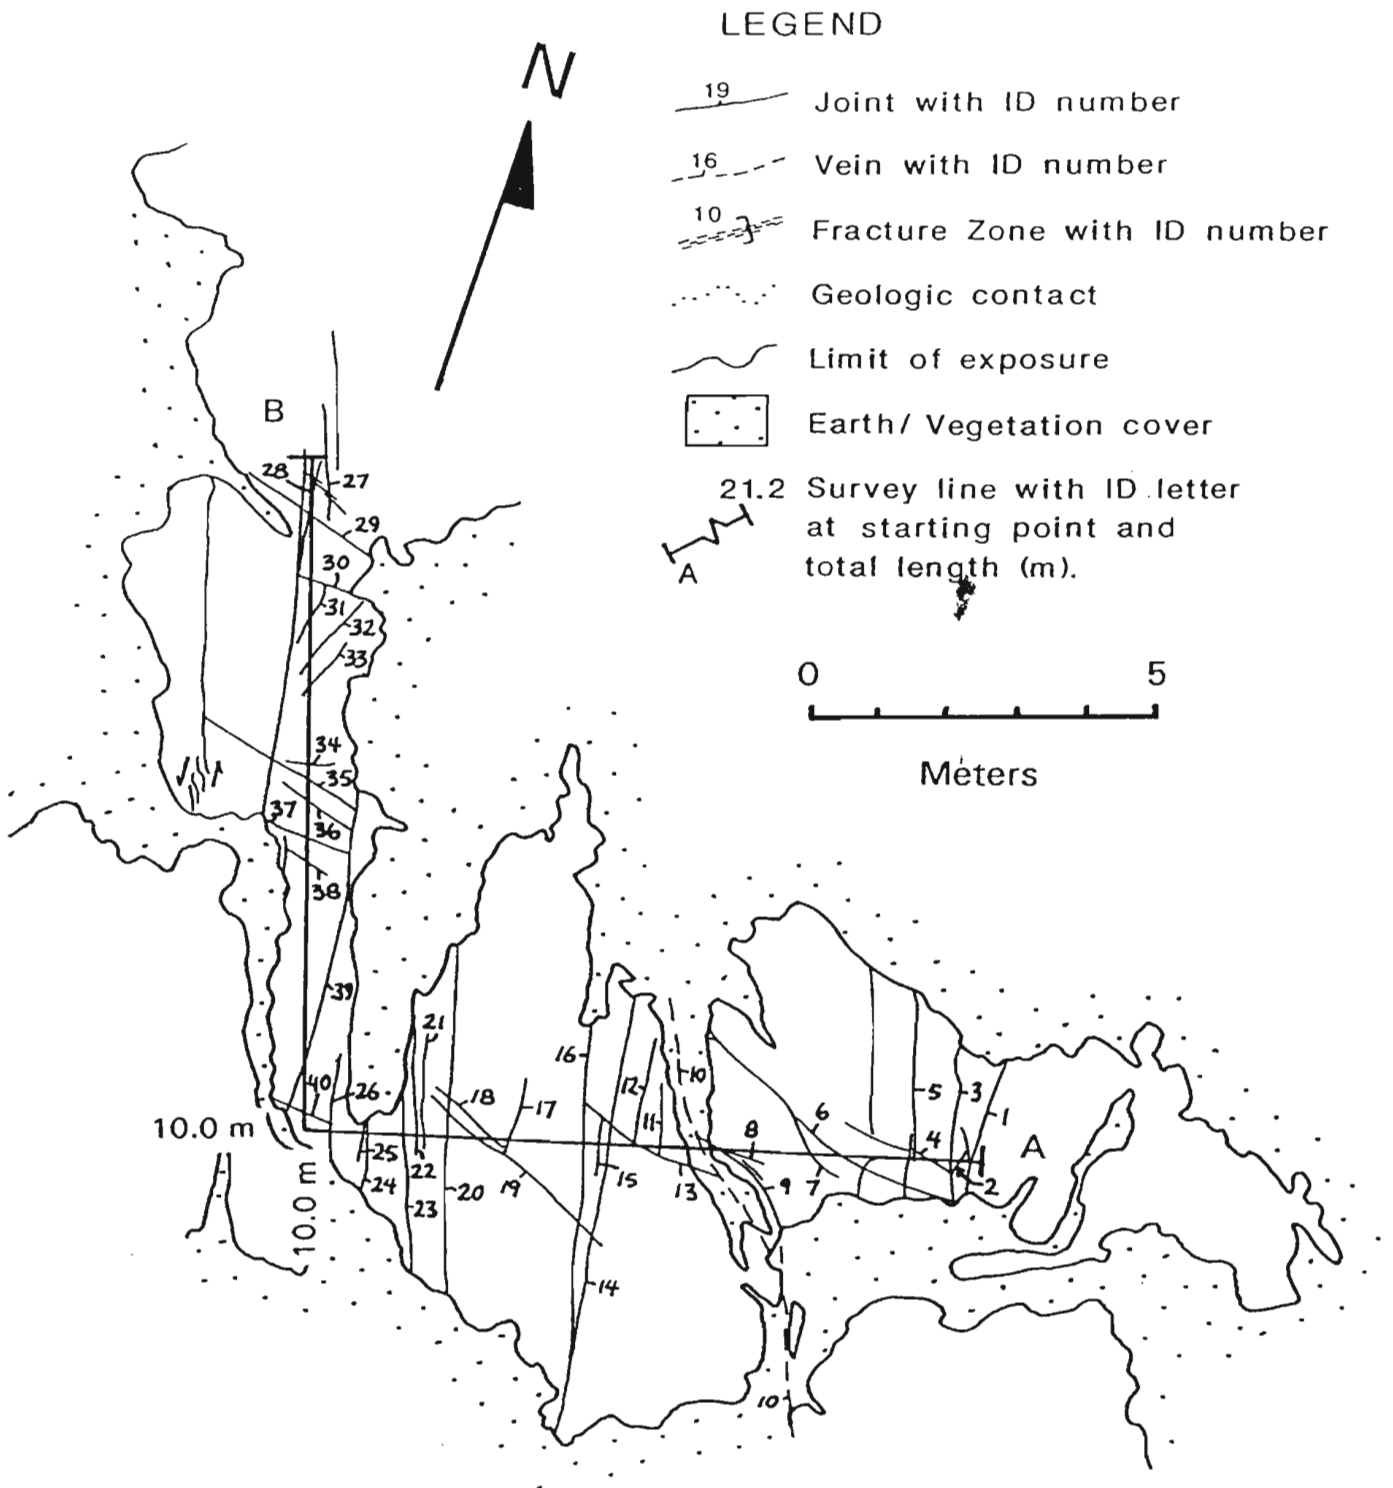 LEGEND
N
19
Joint with ID number
16
Vein with ID number
10
Fracture Zone with ID number
Geologic contact
Limit of exposure
Earth/ Vegetation cover
21.2 Survey line with ID letter
at starting point and
A
total length (m).
0 5
Meters
B
28
27
29
30
31
32
33
34
35
37
36
38
39
40
26
21
16
12
10
11
18
17
5
3
1
6
4
8
A
10.0 m
25
22
24
23
20
19
15
13
9
7
2
10.0 m
14
10